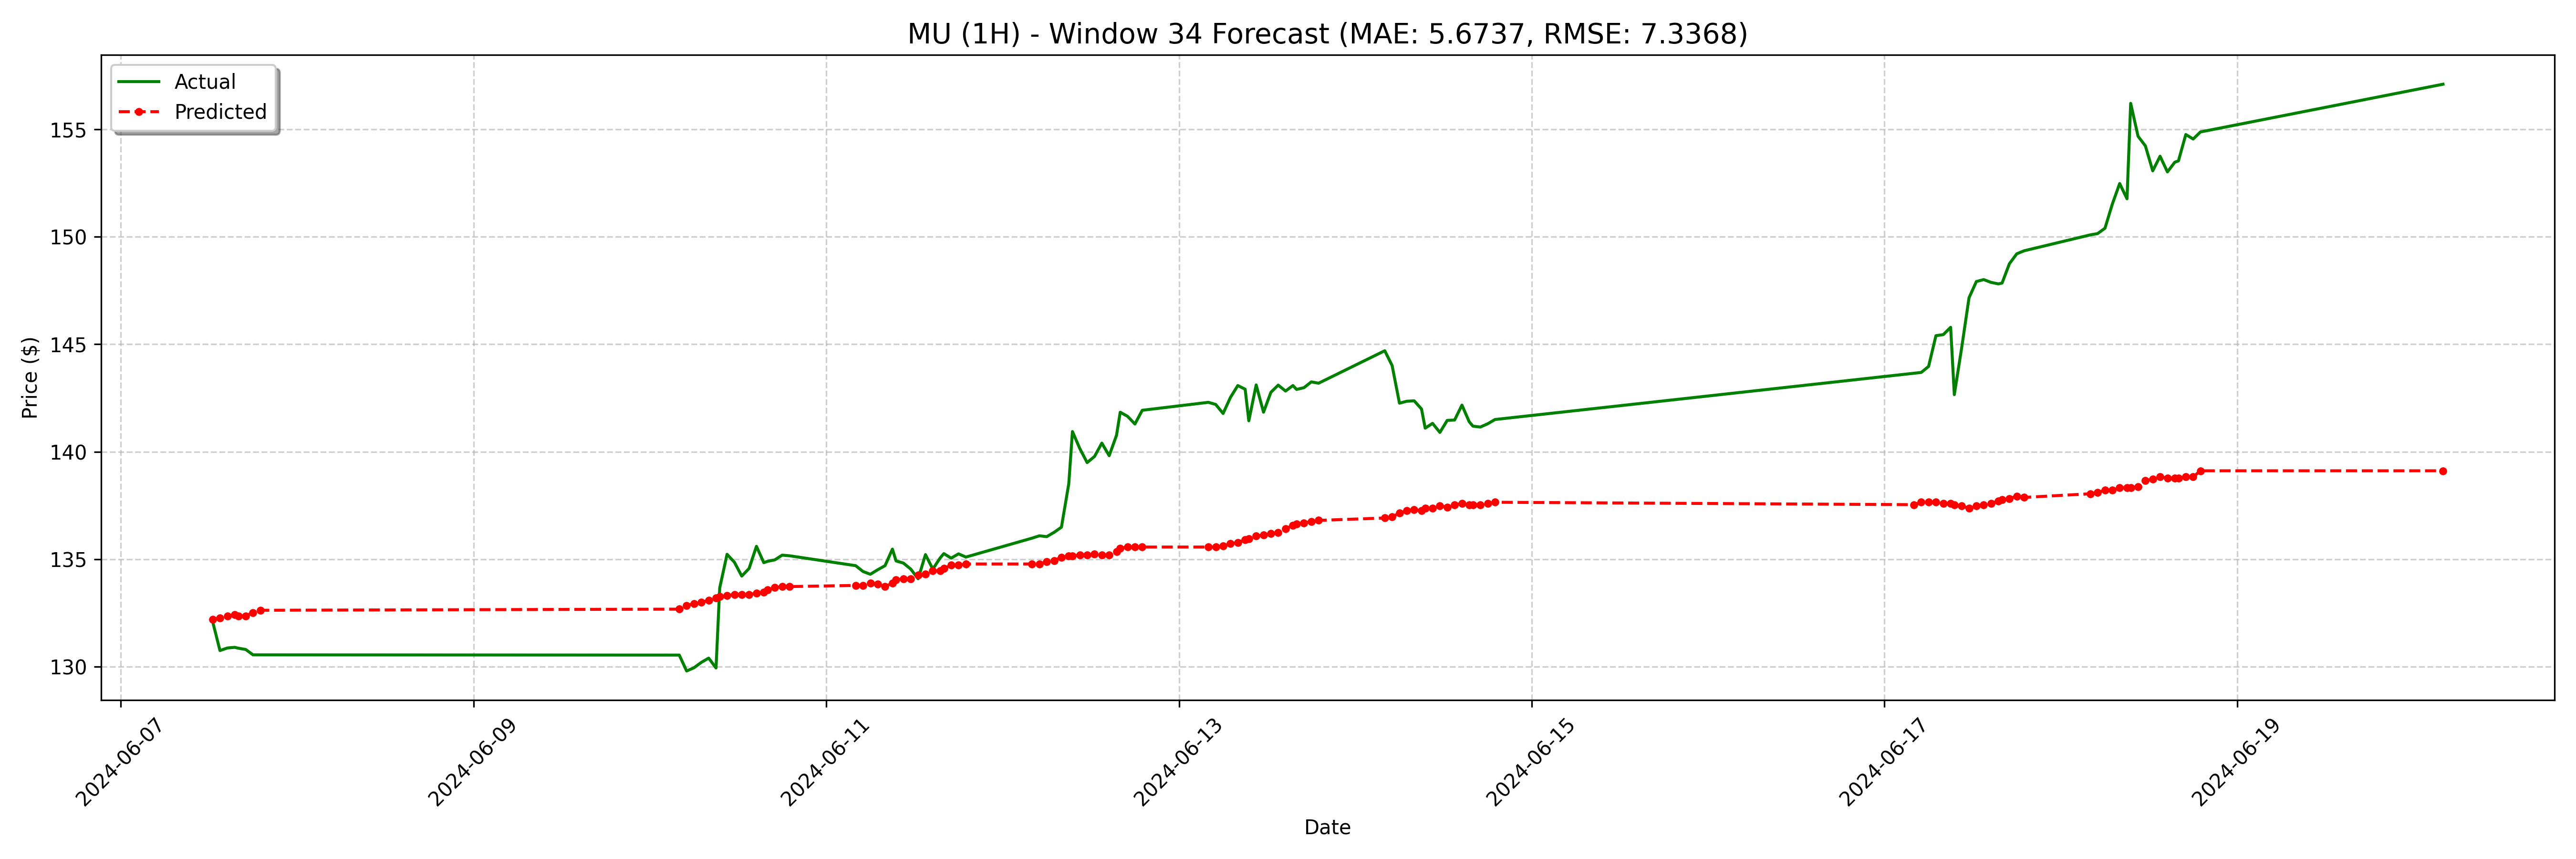 MU (1H) - Window 34 Forecast (MAE: 5.6737, RMSE: 7.3368)
Actual
Predicted
Price ($)
155
150
145
140
135
130
2024-06-07
2024-06-09
2024-06-11
2024-06-13
2024-06-15
2024-06-17
2024-06-19
Date